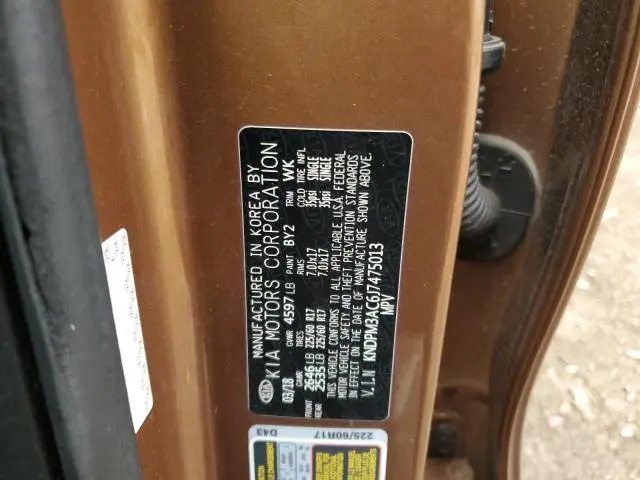 MANUFACTURED IN KOREA BY
KIA KIA MOTORS CORPORATION
03/18 GVWR 4597 LB PAINT BY2 TRIM WK
GAWR TIRES RIMS COLD TIRE INFL
FRONT 2646 LB 225/60 R17 7.0Jx17 35psi SINGLE
REAR 2535 LB 225/60 R17 7.0Jx17 35psi SINGLE
THIS VEHICLE CONFORMS TO ALL APPLICABLE U.S.A. FEDERAL
MOTOR VEHICLE SAFETY AND THEFT PREVENTION STANDARDS
IN EFFECT ON THE DATE OF MANUFACTURE SHOWN ABOVE.
V.I.N KNDPM3AC6J7475013
MPV
225/60R17
D43